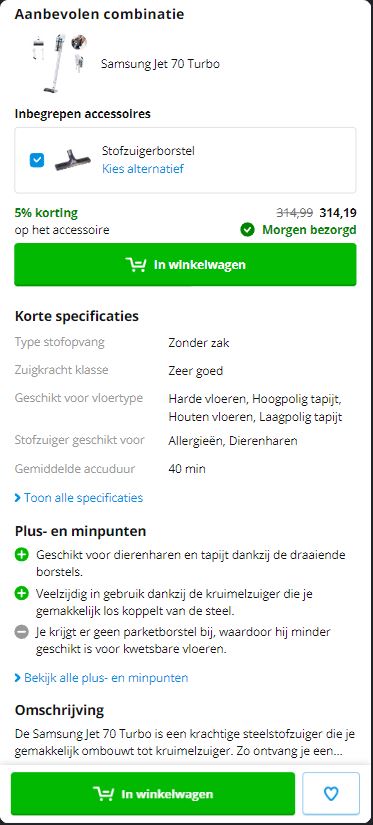 Aanbevolen combinatie
Samsung Jet 70 Turbo
Inbegrepen accessoires
Stofzuigerborstel
Kies alternatief
5% korting
314,99 314,19
op het accessoire
Morgen bezorgd
In winkelwagen
Korte specificaties
Type stofopvang Zonder zak
Zuigkracht klasse Zeer goed
Geschikt voor vloertype Harde vloeren, Hoogpolig tapijt,
Houten vloeren, Laagpolig tapijt
Stofzuiger geschikt voor Allergieën, Dierenharen
Gemiddelde accuduur 40 min
Toon alle specificaties
Plus- en minpunten
Geschikt voor dierenharen en tapijt dankzij de draaiende
borstels.
Veelzijdig in gebruik dankzij de kruimelzuiger die je
gemakkelijk los koppelt van de steel.
Je krijgt er geen parketborstel bij, waardoor hij minder
geschikt is voor kwetsbare vloeren.
Bekijk alle plus- en minpunten
Omschrijving
De Samsung Jet 70 Turbo is een krachtige steelstofzuiger die je
gemakkelijk ombouwt tot kruimelzuiger. Zo ontvang je een...
In winkelwagen